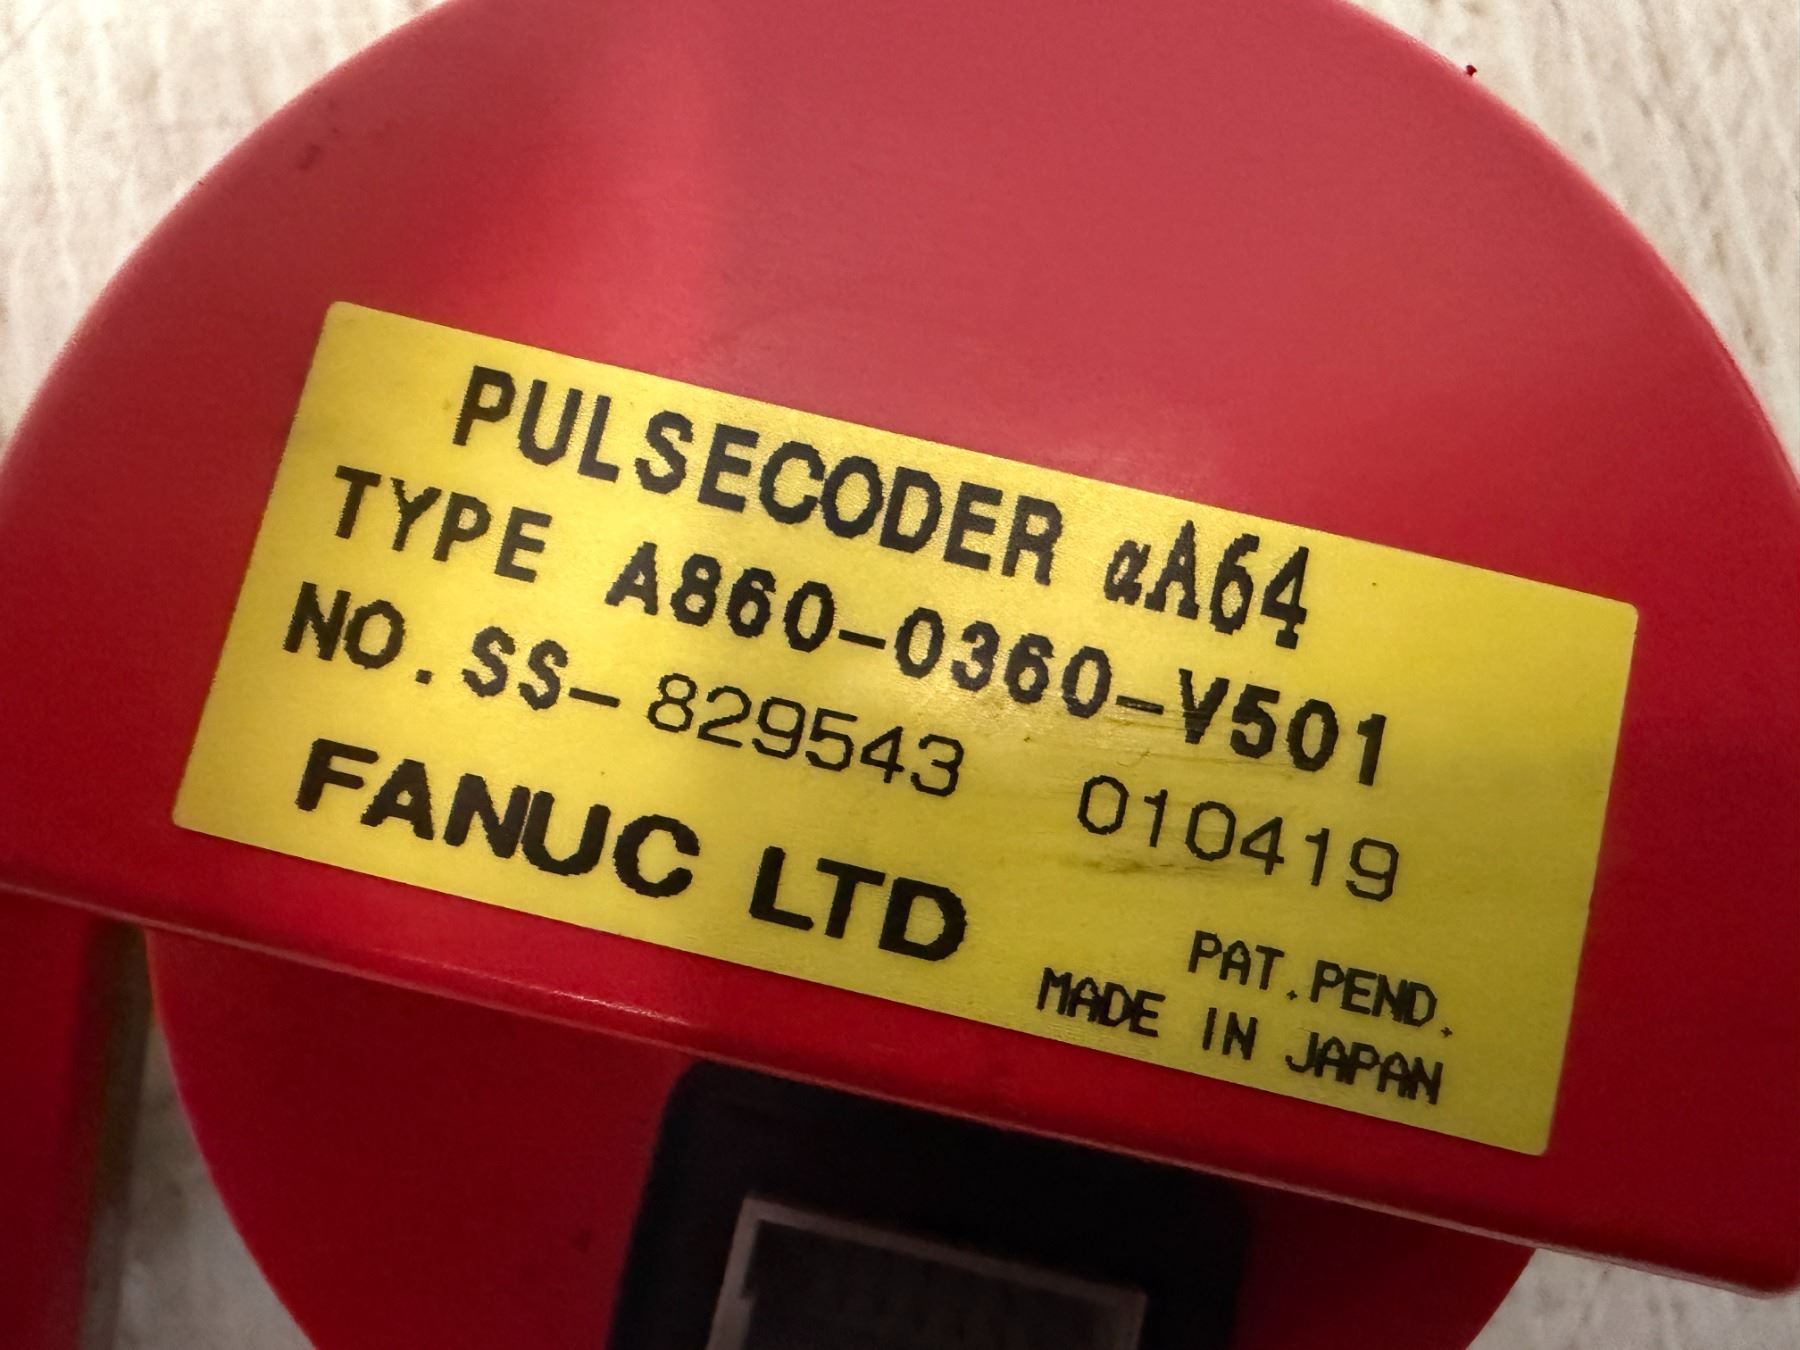 PULSECODER αA64
TYPE A860-0360-V501
NO. SS- 829543 010419
FANUC LTD
PAT. PEND.
MADE IN JAPAN